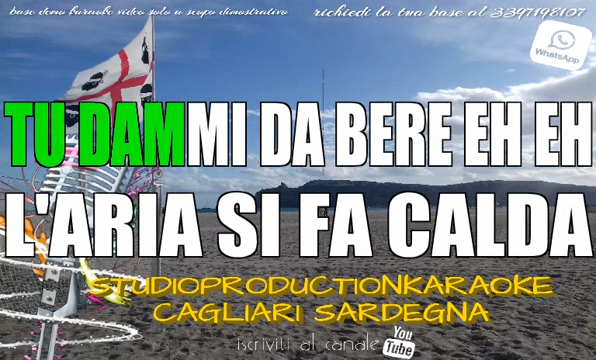 base demo karaoke video solo a scopo dimostrativo
richiedi la tua base al 3397198107
WhatsApp
TU DAMMI DA BERE EH EH
L'ARIA SI FA CALDA
STUDIOPRODUCTIONKARAOKE
CAGLIARI SARDEGNA
iscriviti al canale
You
Tube